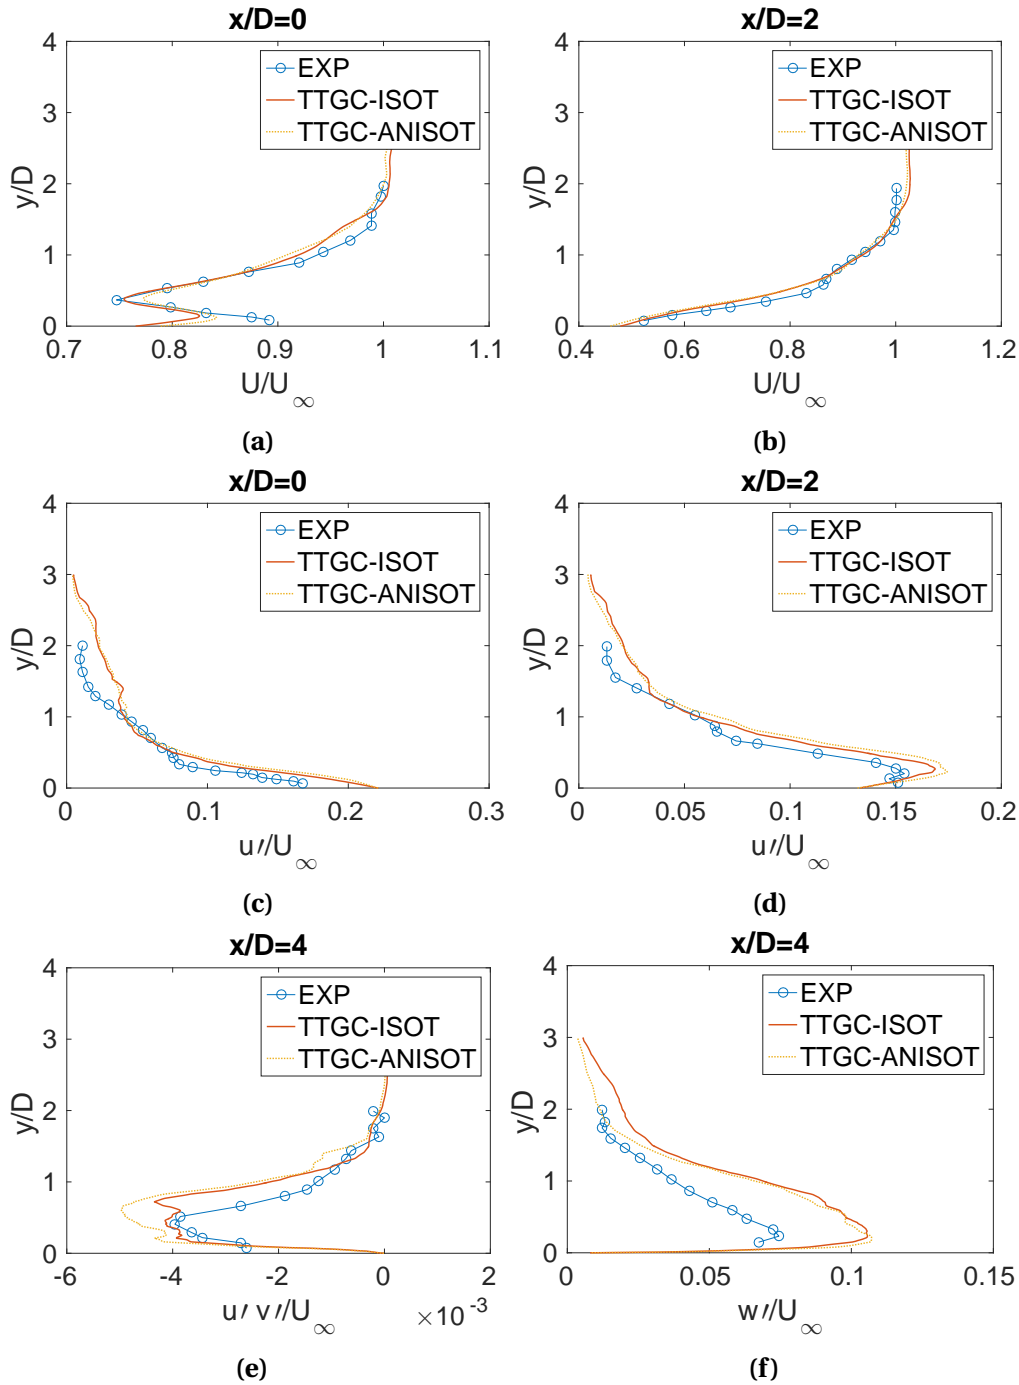 x/D=0
4
3
2
1
0
y/D
EXP
TTGC-ISOT
TTGC-ANISOT
0.7 0.8 0.9 1 1.1
U/U∞
(a)
x/D=2
4
3
2
1
0
y/D
EXP
TTGC-ISOT
TTGC-ANISOT
0.4 0.6 0.8 1 1.2
U/U∞
(b)
x/D=0
4
3
2
1
0
y/D
EXP
TTGC-ISOT
TTGC-ANISOT
0 0.1 0.2 0.3
u′/U∞
(c)
x/D=2
4
3
2
1
0
y/D
EXP
TTGC-ISOT
TTGC-ANISOT
0 0.05 0.1 0.15 0.2
u′/U∞
(d)
x/D=4
4
3
2
1
0
y/D
EXP
TTGC-ISOT
TTGC-ANISOT
-6 -4 -2 0 2
u′ v′/U∞ ×10⁻³
(e)
x/D=4
4
3
2
1
0
y/D
EXP
TTGC-ISOT
TTGC-ANISOT
0 0.05 0.1 0.15
w′/U∞
(f)